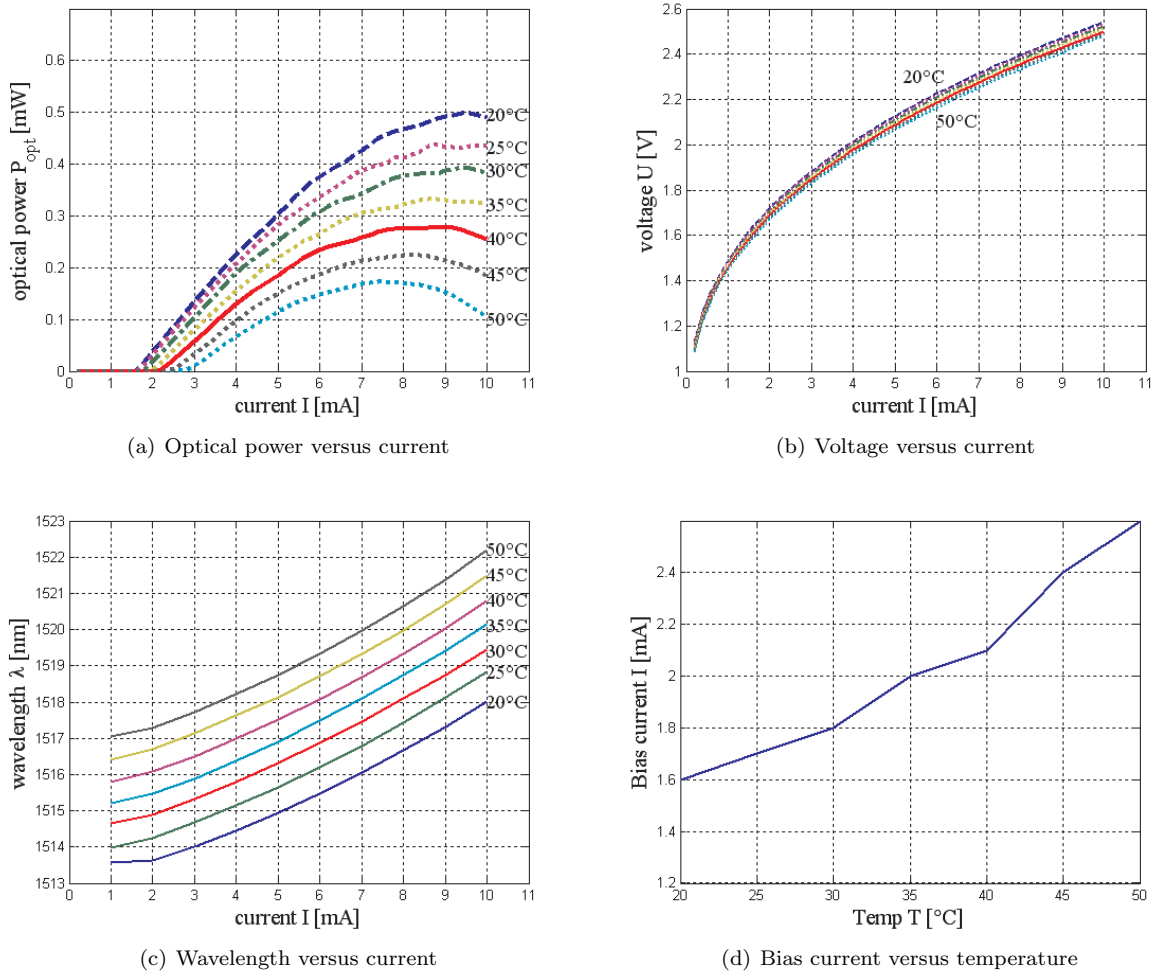 0.6
0.5
0.4
0.3
0.2
0.1
0
optical power P_opt [mW]
20°C
25°C
30°C
35°C
40°C
45°C
50°C
0 1 2 3 4 5 6 7 8 9 10 11
current I [mA]
(a) Optical power versus current
2.6
2.4
2.2
2
1.8
1.6
1.4
1.2
1
voltage U [V]
20°C
50°C
0 1 2 3 4 5 6 7 8 9 10 11
current I [mA]
(b) Voltage versus current
1523
1522
1521
1520
1519
1518
1517
1516
1515
1514
1513
wavelength λ [nm]
50°C
45°C
40°C
35°C
30°C
25°C
20°C
0 1 2 3 4 5 6 7 8 9 10 11
current I [mA]
(c) Wavelength versus current
2.4
2.2
2
1.8
1.6
1.4
1.2
Bias current I [mA]
20 25 30 35 40 45 50
Temp T [°C]
(d) Bias current versus temperature